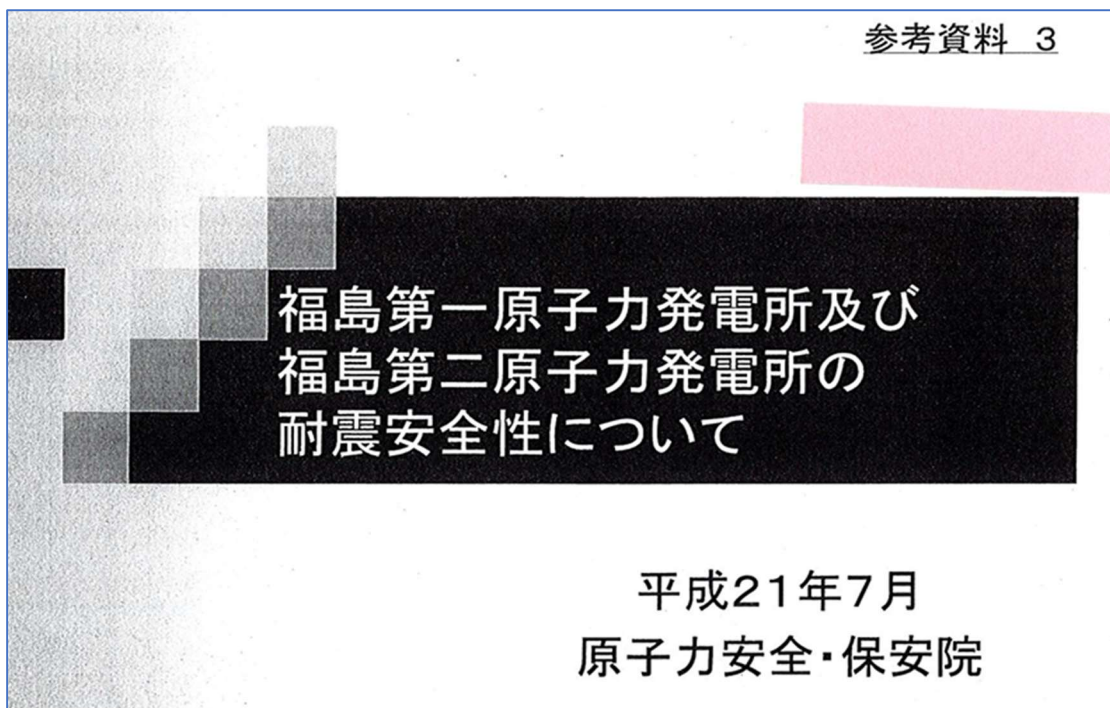 参考資料 3
福島第一原子力発電所及び
福島第二原子力発電所の
耐震安全性について
平成21年7月
原子力安全・保安院